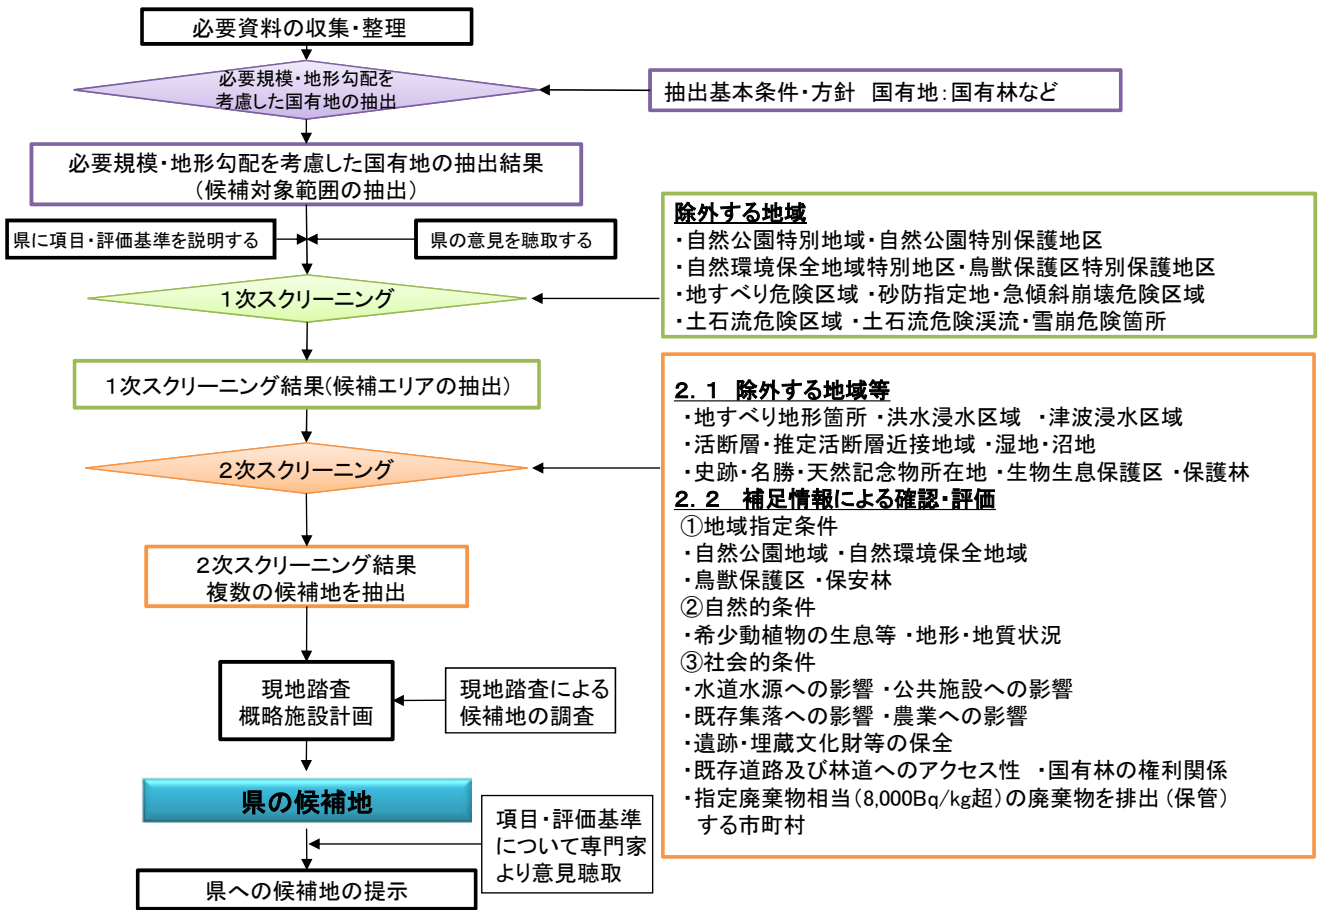 必要資料の収集・整理
必要規模・地形勾配を
考慮した国有地の抽出
抽出基本条件・方針　国有地：国有林など
必要規模・地形勾配を考慮した国有地の抽出結果
（候補対象範囲の抽出）
県に項目・評価基準を説明する
県の意見を聴取する
除外する地域
・自然公園特別地域・自然公園特別保護地区
・自然環境保全地域特別地区・鳥獣保護区特別保護地区
・地すべり危険区域 ・砂防指定地・急傾斜崩壊危険区域
・土石流危険区域 ・土石流危険渓流・雪崩危険箇所
１次スクリーニング
１次スクリーニング結果（候補エリアの抽出）
２次スクリーニング
２．１　除外する地域等
・地すべり地形箇所 ・洪水浸水区域　・津波浸水区域
・活断層・推定活断層近接地域　・湿地・沼地
・史跡・名勝・天然記念物所在地 ・生物生息保護区 ・保護林
２．２　補足情報による確認・評価
①地域指定条件
・自然公園地域 ・自然環境保全地域
・鳥獣保護区 ・保安林
②自然的条件
・希少動植物の生息等 ・地形・地質状況
③社会的条件
・水道水源への影響 ・公共施設への影響
・既存集落への影響 ・農業への影響
・遺跡・埋蔵文化財等の保全
・既存道路及び林道へのアクセス性　・国有林の権利関係
・指定廃棄物相当（8,000Bq/kg超）の廃棄物を排出（保管）
する市町村
２次スクリーニング結果
複数の候補地を抽出
現地踏査
概略施設計画
現地踏査による
候補地の調査
県の候補地
項目・評価基準
について専門家
より意見聴取
県への候補地の提示